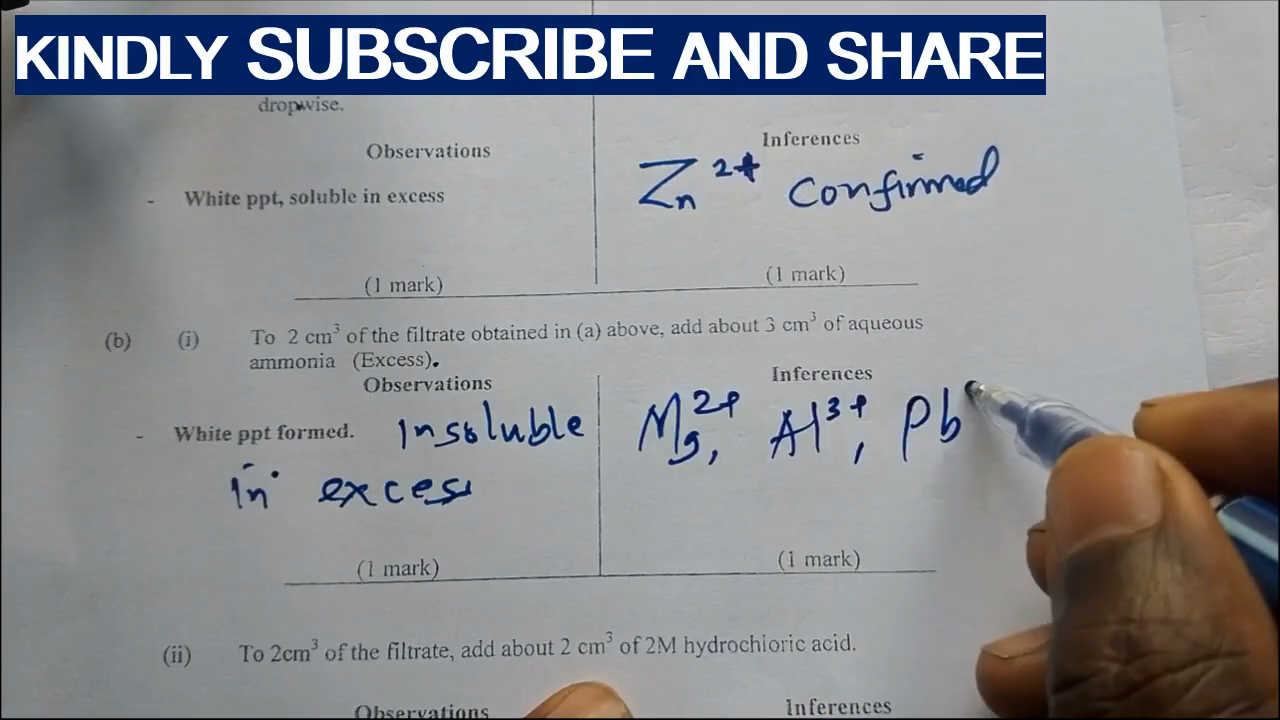 KINDLY SUBSCRIBE AND SHARE
dropwise.
Observations
Inferences
- White ppt, soluble in excess
Zn 2+ Confirmed
(1 mark)
(1 mark)
(b) (i) To 2 cm³ of the filtrate obtained in (a) above, add about 3 cm³ of aqueous
ammonia (Excess).
Observations
Inferences
- White ppt formed. Insoluble
in excess
Mg2+, Al3+, Pb
(1 mark)
(1 mark)
(ii) To 2cm³ of the filtrate, add about 2 cm³ of 2M hydrochloric acid.
Observations
Inferences